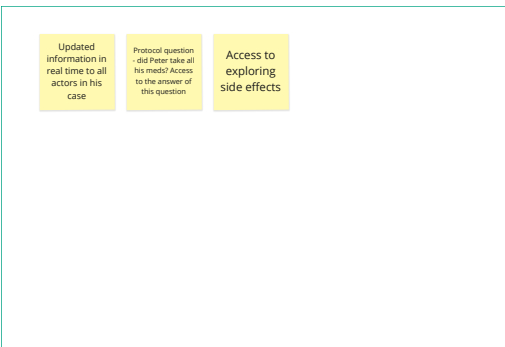 Updated
information in
real time to all
actors in his
case
Protocol question
- did Peter take all
his meds? Access
to the answer of
this question
Access to
exploring
side effects